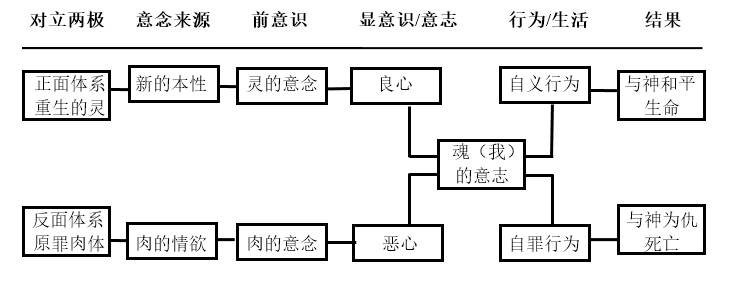 对立两极 意念来源 前意识 显意识/意志 行为/生活 结果
正面体系
重生的灵
新的本性
灵的意念
良心
自义行为
与神和平
生命
魂（我）
的意志
反面体系
原罪肉体
肉的情欲
肉的意念
恶心
自罪行为
与神为仇
死亡